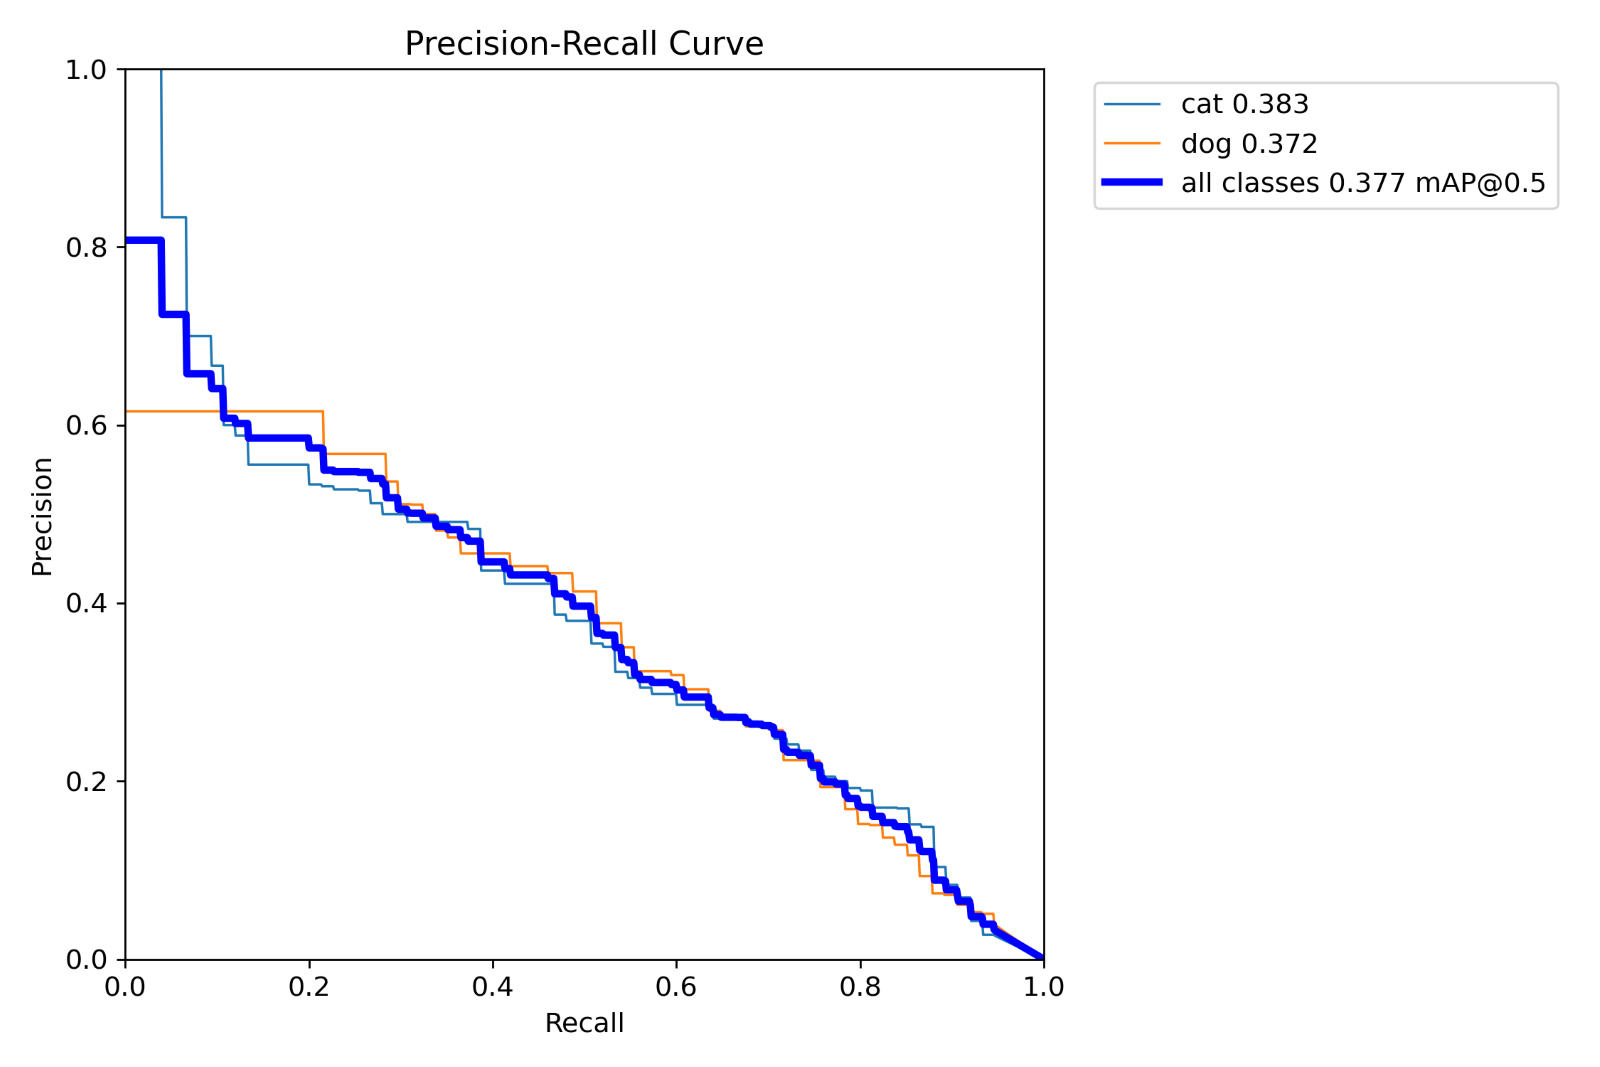 Precision-Recall Curve
cat 0.383
dog 0.372
all classes 0.377 mAP@0.5
Precision
1.0
0.8
0.6
0.4
0.2
0.0
0.0 0.2 0.4 0.6 0.8 1.0
Recall